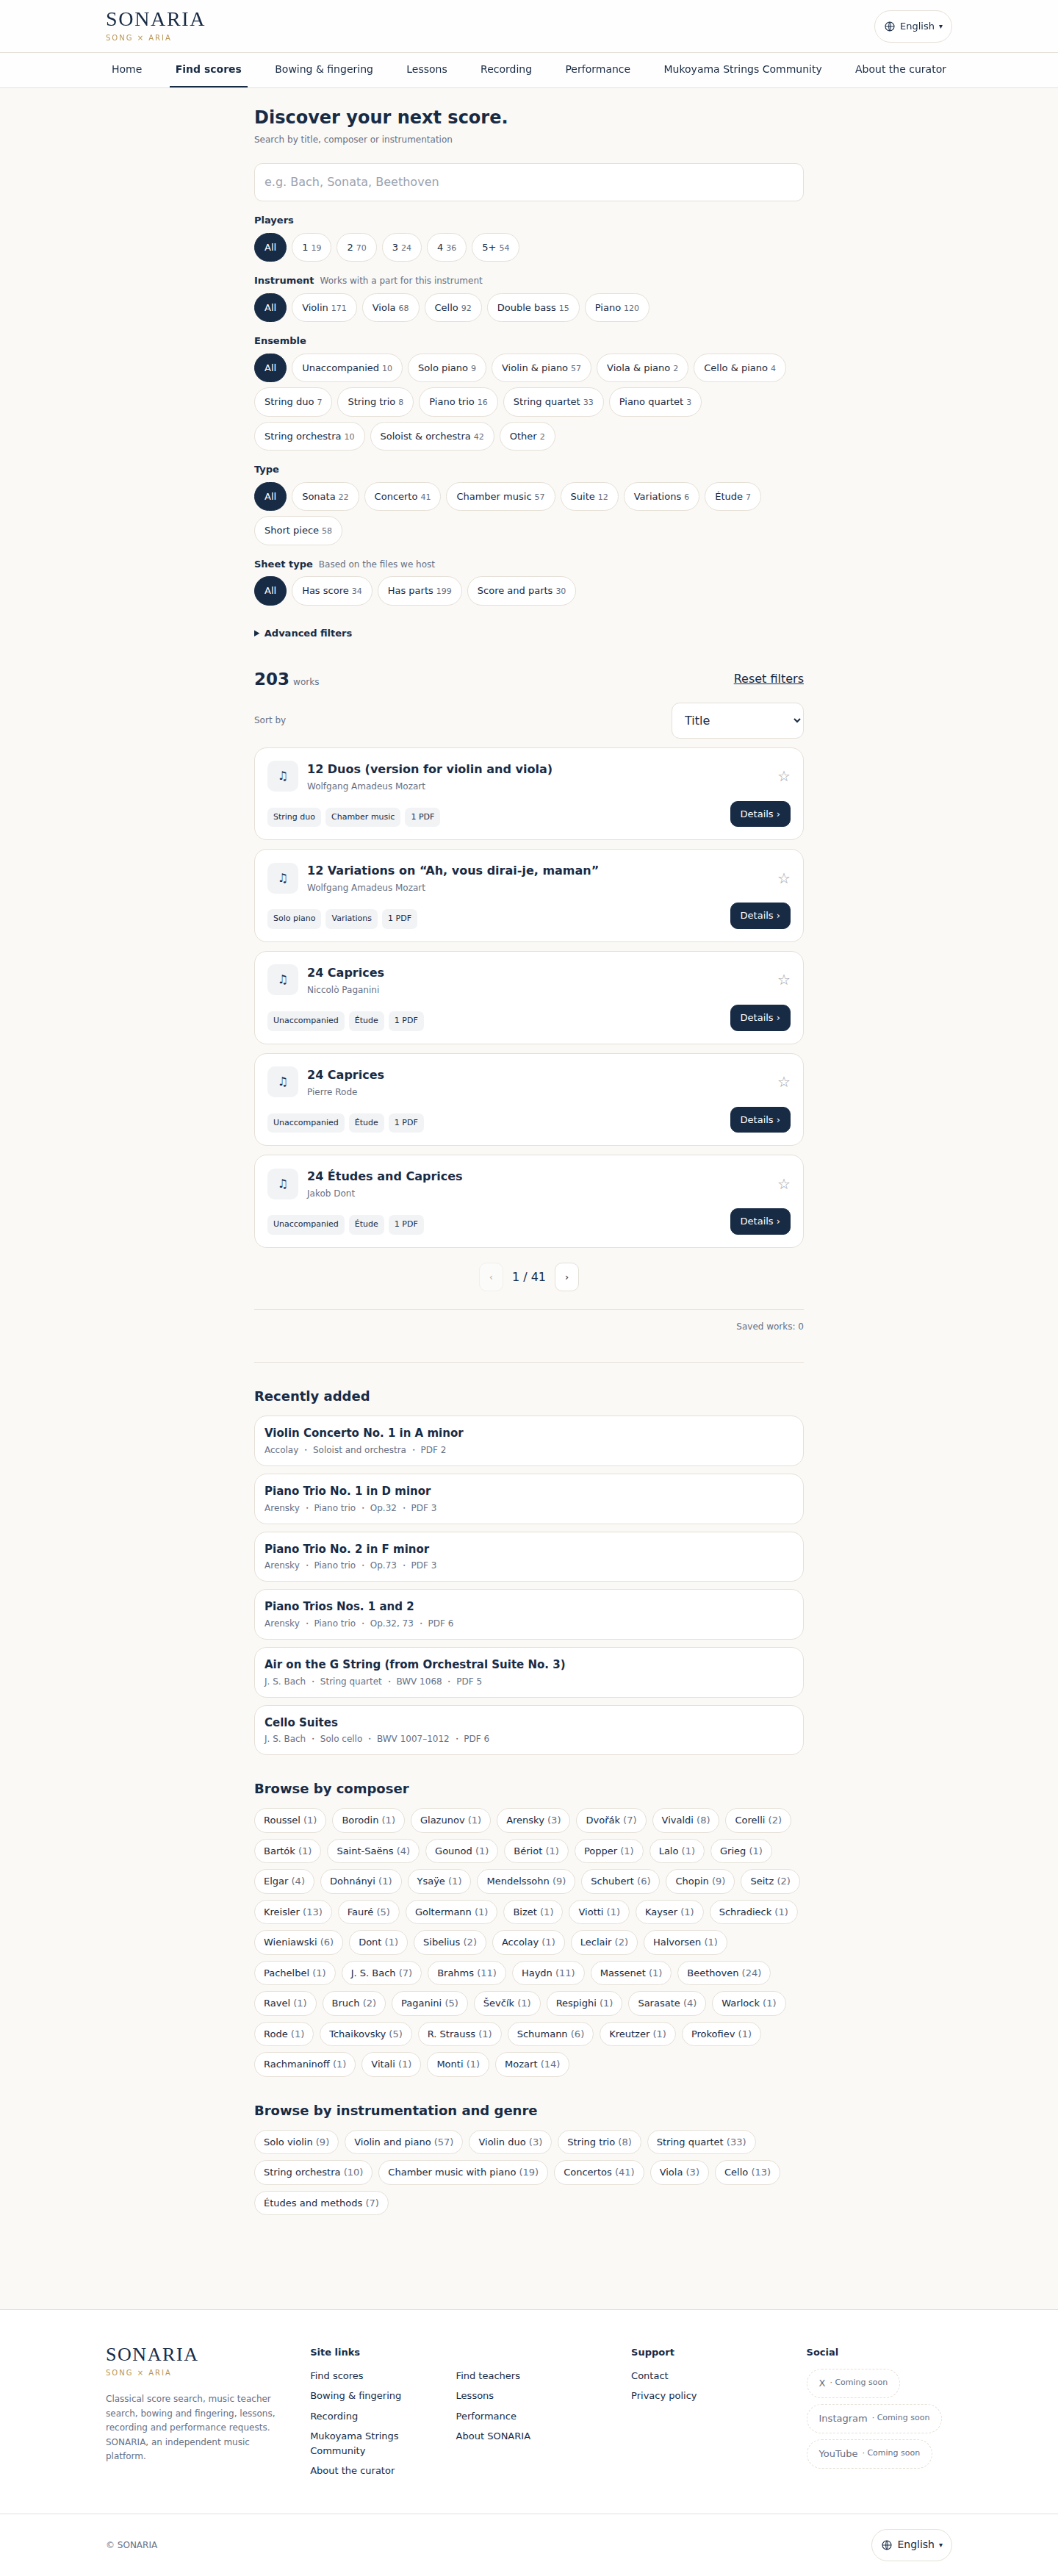 SONARIA
SONG × ARIA
English ▾
Home Find scores Bowing & fingering Lessons Recording Performance Mukoyama Strings Community About the curator
Discover your next score.
Search by title, composer or instrumentation
e.g. Bach, Sonata, Beethoven
Players
All 1 19 2 70 3 24 4 36 5+ 54
Instrument Works with a part for this instrument
All Violin 171 Viola 68 Cello 92 Double bass 15 Piano 120
Ensemble
All Unaccompanied 10 Solo piano 9 Violin & piano 57 Viola & piano 2 Cello & piano 4
String duo 7 String trio 8 Piano trio 16 String quartet 33 Piano quartet 3
String orchestra 10 Soloist & orchestra 42 Other 2
Type
All Sonata 22 Concerto 41 Chamber music 57 Suite 12 Variations 6 Étude 7
Short piece 58
Sheet type Based on the files we host
All Has score 34 Has parts 199 Score and parts 30
▶ Advanced filters
203 works Reset filters
Sort by Title
♫ 12 Duos (version for violin and viola) ☆
Wolfgang Amadeus Mozart
String duo Chamber music 1 PDF Details ›
♫ 12 Variations on “Ah, vous dirai-je, maman” ☆
Wolfgang Amadeus Mozart
Solo piano Variations 1 PDF Details ›
♫ 24 Caprices ☆
Niccolò Paganini
Unaccompanied Étude 1 PDF Details ›
♫ 24 Caprices ☆
Pierre Rode
Unaccompanied Étude 1 PDF Details ›
♫ 24 Études and Caprices ☆
Jakob Dont
Unaccompanied Étude 1 PDF Details ›
‹ 1 / 41 ›
Saved works: 0
Recently added
Violin Concerto No. 1 in A minor
Accolay · Soloist and orchestra · PDF 2
Piano Trio No. 1 in D minor
Arensky · Piano trio · Op.32 · PDF 3
Piano Trio No. 2 in F minor
Arensky · Piano trio · Op.73 · PDF 3
Piano Trios Nos. 1 and 2
Arensky · Piano trio · Op.32, 73 · PDF 6
Air on the G String (from Orchestral Suite No. 3)
J. S. Bach · String quartet · BWV 1068 · PDF 5
Cello Suites
J. S. Bach · Solo cello · BWV 1007–1012 · PDF 6
Browse by composer
Roussel (1) Borodin (1) Glazunov (1) Arensky (3) Dvořák (7) Vivaldi (8) Corelli (2)
Bartók (1) Saint-Saëns (4) Gounod (1) Bériot (1) Popper (1) Lalo (1) Grieg (1)
Elgar (4) Dohnányi (1) Ysaÿe (1) Mendelssohn (9) Schubert (6) Chopin (9) Seitz (2)
Kreisler (13) Fauré (5) Goltermann (1) Bizet (1) Viotti (1) Kayser (1) Schradieck (1)
Wieniawski (6) Dont (1) Sibelius (2) Accolay (1) Leclair (2) Halvorsen (1)
Pachelbel (1) J. S. Bach (7) Brahms (11) Haydn (11) Massenet (1) Beethoven (24)
Ravel (1) Bruch (2) Paganini (5) Ševčík (1) Respighi (1) Sarasate (4) Warlock (1)
Rode (1) Tchaikovsky (5) R. Strauss (1) Schumann (6) Kreutzer (1) Prokofiev (1)
Rachmaninoff (1) Vitali (1) Monti (1) Mozart (14)
Browse by instrumentation and genre
Solo violin (9) Violin and piano (57) Violin duo (3) String trio (8) String quartet (33)
String orchestra (10) Chamber music with piano (19) Concertos (41) Viola (3) Cello (13)
Études and methods (7)
SONARIA
SONG × ARIA
Classical score search, music teacher
search, bowing and fingering, lessons,
recording and performance requests.
SONARIA, an independent music
platform.
Site links
Find scores
Bowing & fingering
Recording
Mukoyama Strings
Community
About the curator
Find teachers
Lessons
Performance
About SONARIA
Support
Contact
Privacy policy
Social
X · Coming soon
Instagram · Coming soon
YouTube · Coming soon
© SONARIA
English ▾